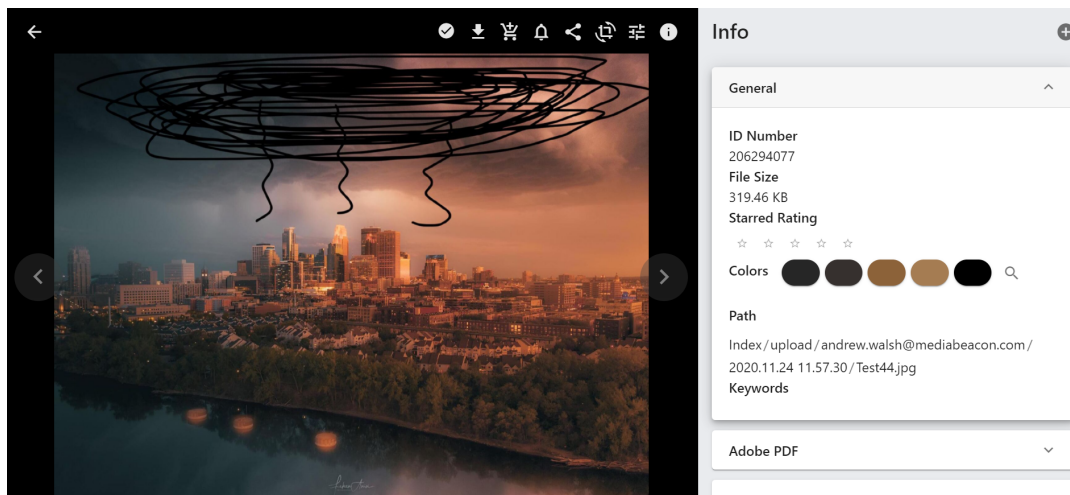 Info
General
ID Number
206294077
File Size
319.46 KB
Starred Rating
Colors
Path
Index/upload/andrew.walsh@mediabeacon.com/
2020.11.24 11.57.30/Test44.jpg
Keywords
Adobe PDF